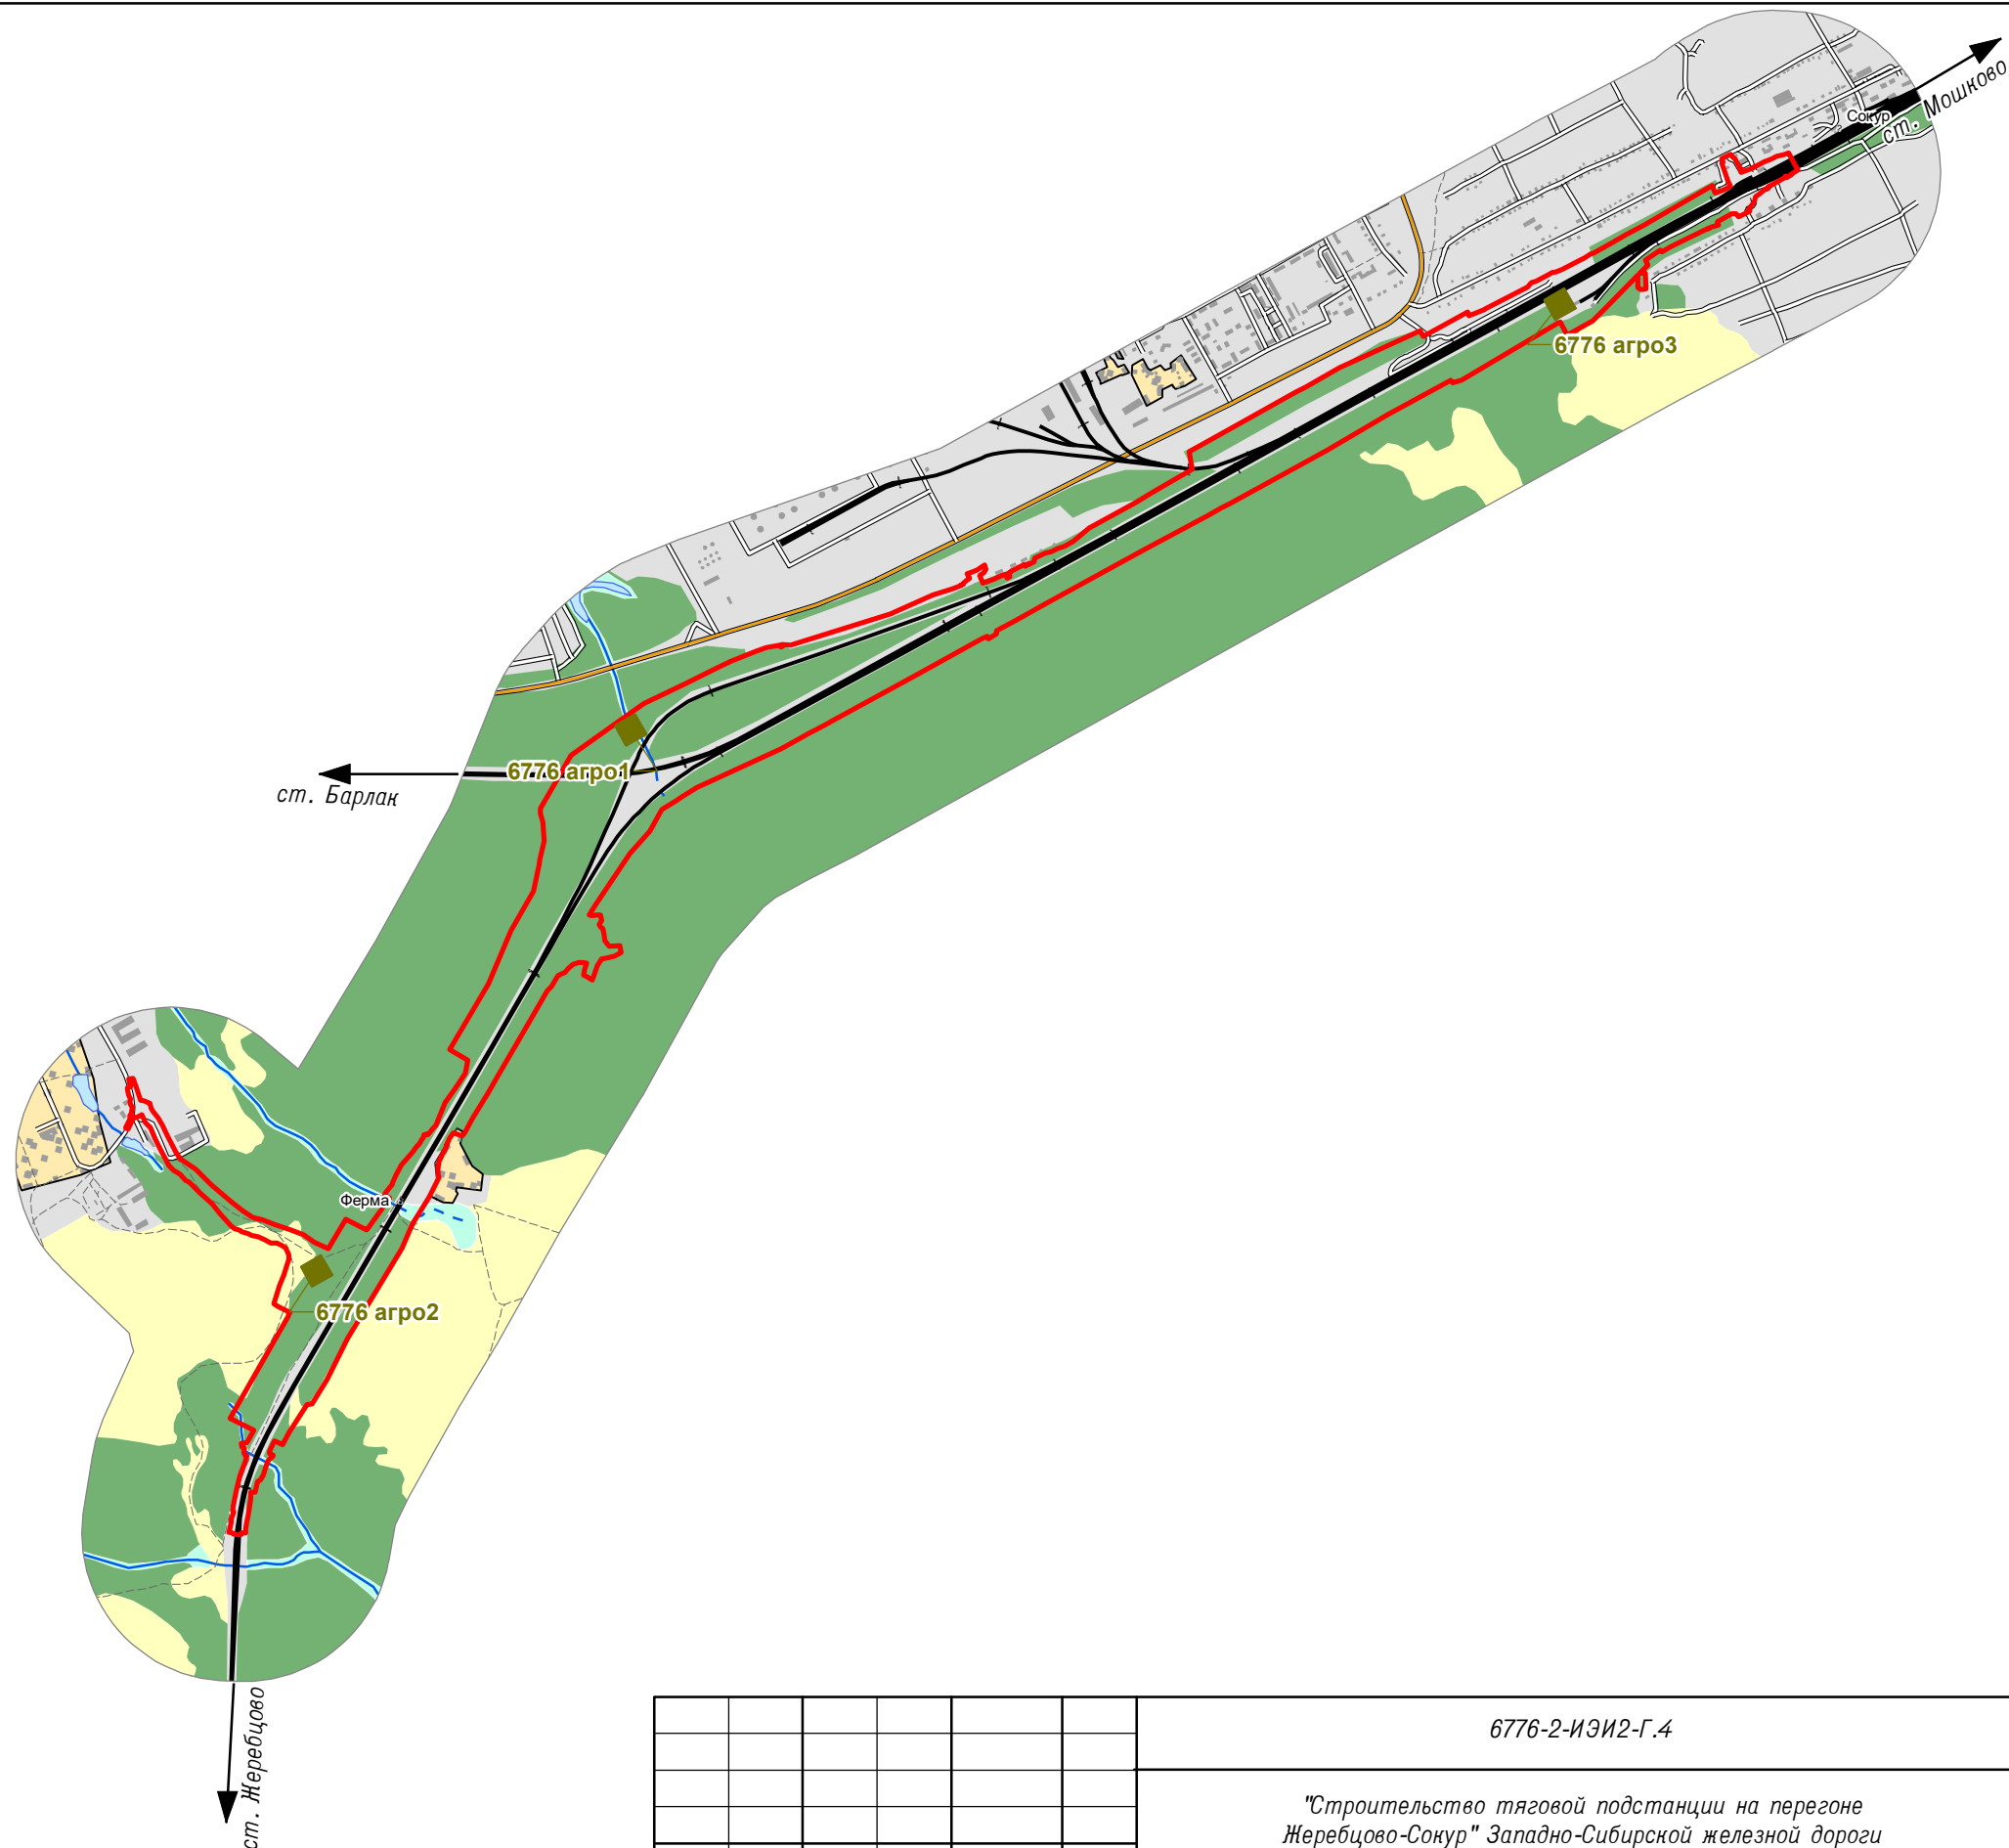 ст. Мошково
Сокур
6776 агро3
6776 агро1
ст. Барлак
Ферма
6776 агро2
ст. Жеребцово
6776-2-ИЭИ2-Г.4
"Строительство тяговой подстанции на перегоне
Жеребцово-Сокур" Западно-Сибирской железной дороги